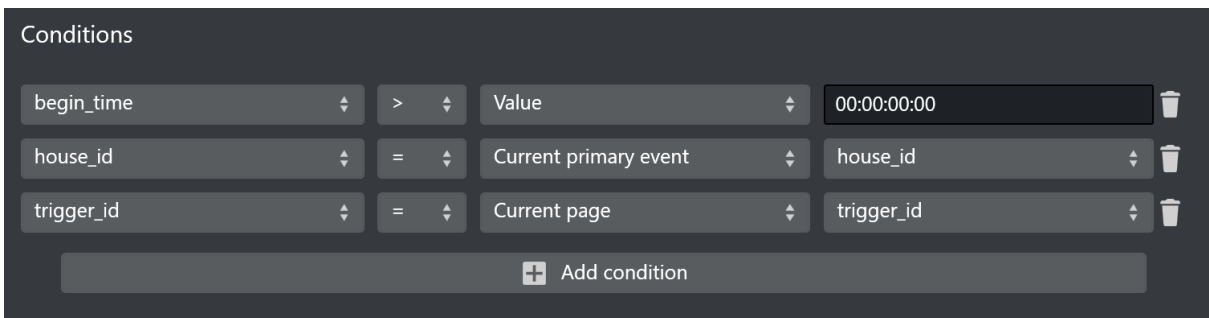 Conditions
begin_time > Value 00:00:00:00
house_id = Current primary event house_id
trigger_id = Current page trigger_id
Add condition